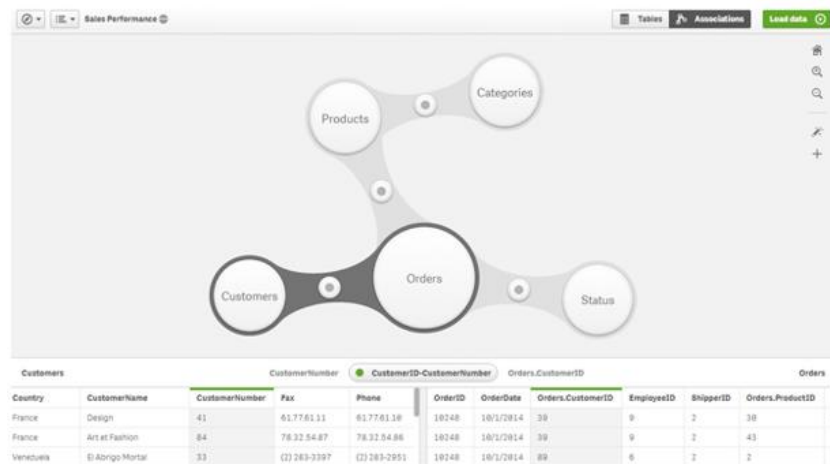 Sales Performance
Tables
Associations
Load data
Categories
Products
Orders
Customers
Status
Customers CustomerNumber CustomerID-CustomerNumber Orders.CustomerID Orders
Country CustomerName CustomerNumber Fax Phone OrderID OrderDate Orders.CustomerID EmployeeID ShipperID Orders.ProductID
France Design 41 61.77.61.11 61.77.61.10 10248 10/1/2014 39 9 2 38
France Art et Fashion 84 78.32.54.87 78.32.54.86 10248 10/1/2014 39 9 2 43
Venezuela El Abrigo Mortal 33 (2) 283-3397 (2) 283-2951 10248 10/1/2014 89 6 2 2